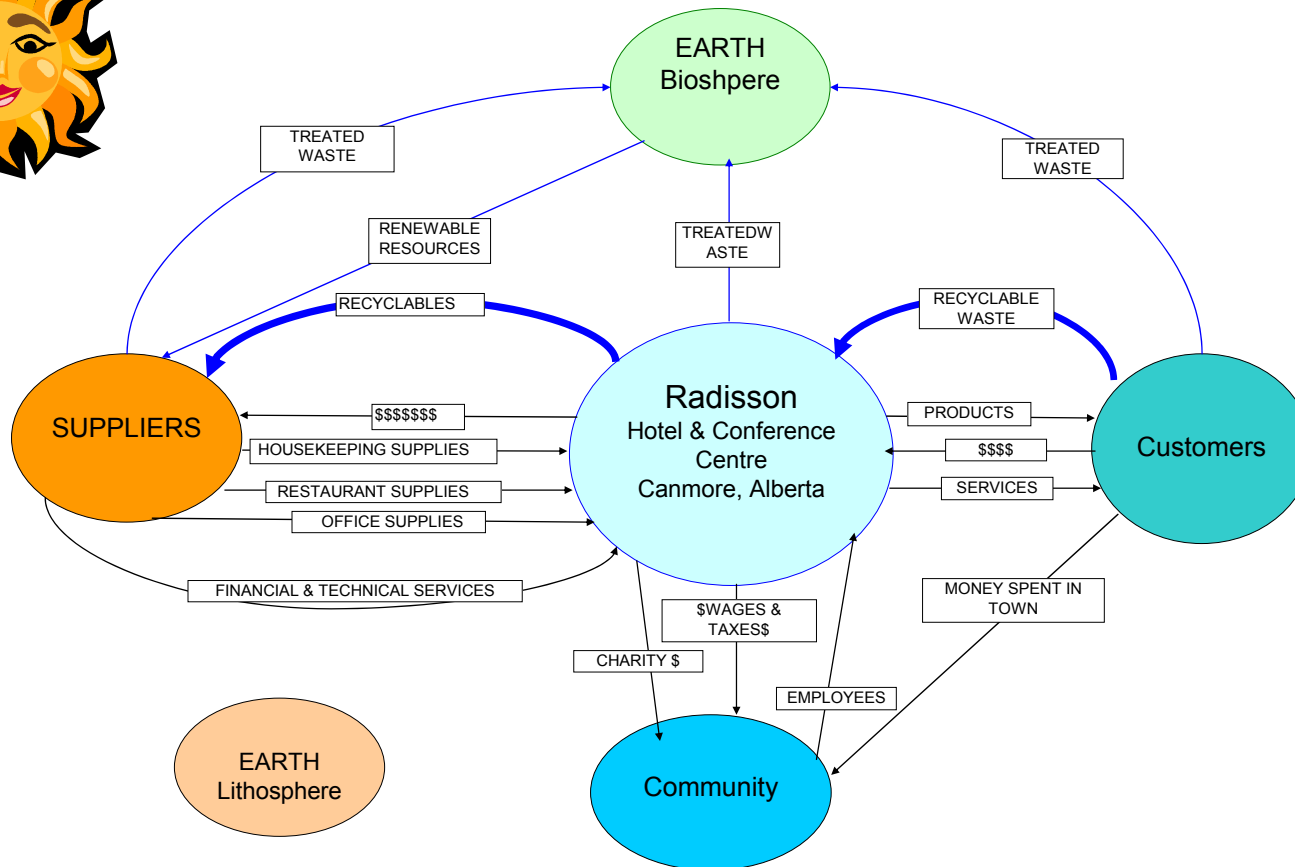 EARTH
Bioshpere
TREATED
WASTE
TREATED
WASTE
RENEWABLE
RESOURCES
TREATEDW
ASTE
RECYCLABLES
RECYCLABLE
WASTE
SUPPLIERS
Radisson
Hotel & Conference
Centre
Canmore, Alberta
Customers
$$$$$$$
HOUSEKEEPING SUPPLIES
RESTAURANT SUPPLIES
OFFICE SUPPLIES
FINANCIAL & TECHNICAL SERVICES
PRODUCTS
$$$$
SERVICES
MONEY SPENT IN
TOWN
$WAGES &
TAXES$
CHARITY $
EMPLOYEES
EARTH
Lithosphere
Community